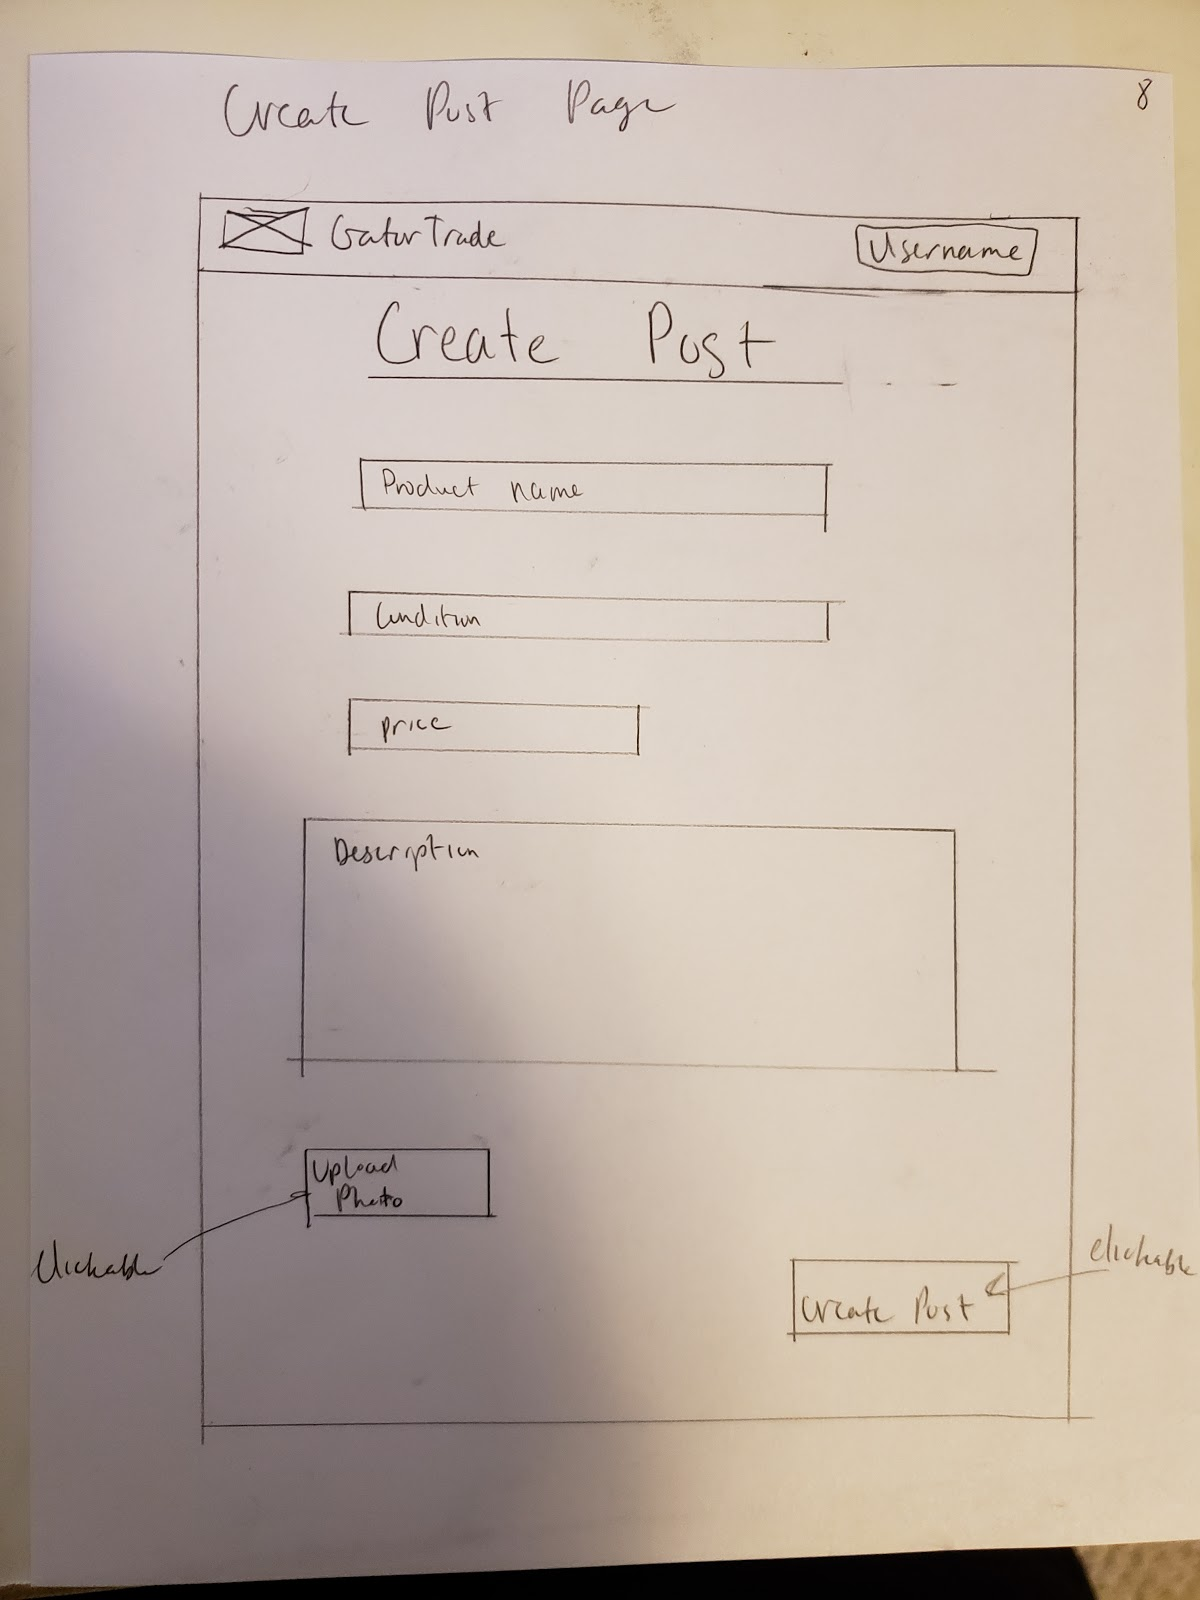 Create Post Page
8
GatorTrade
Username
Create Post
Product name
Condition
price
Description
Upload
Photo
Clickable
clickable
Create Post